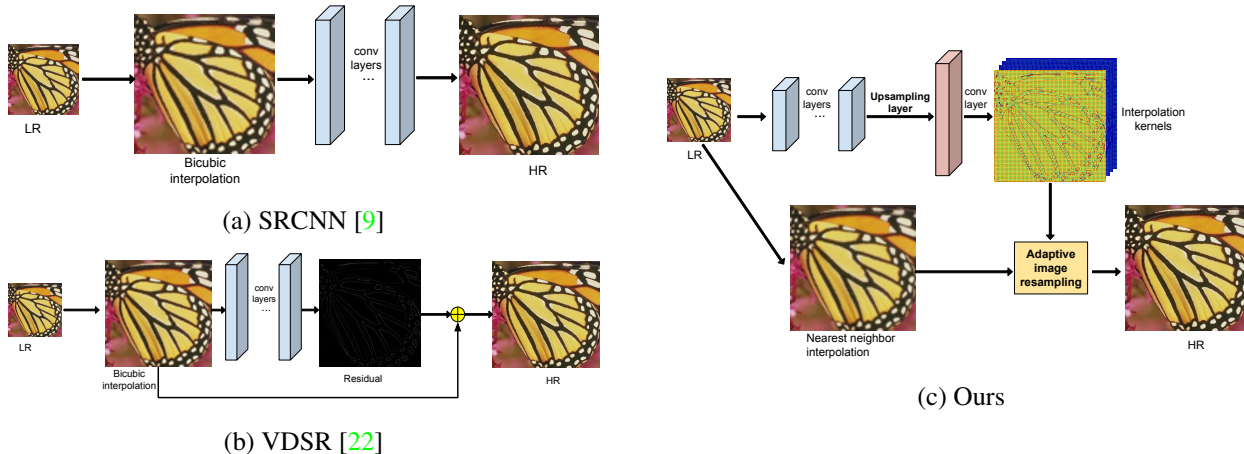 LR
Bicubic
interpolation
conv
layers
...
HR
(a) SRCNN [9]
LR
Bicubic
interpolation
conv
layers
...
Residual
HR
(b) VDSR [22]
LR
conv
layers
...
Upsampling
layer
conv
layer
Interpolation
kernels
Nearest neighbor
interpolation
Adaptive
image
resampling
HR
(c) Ours